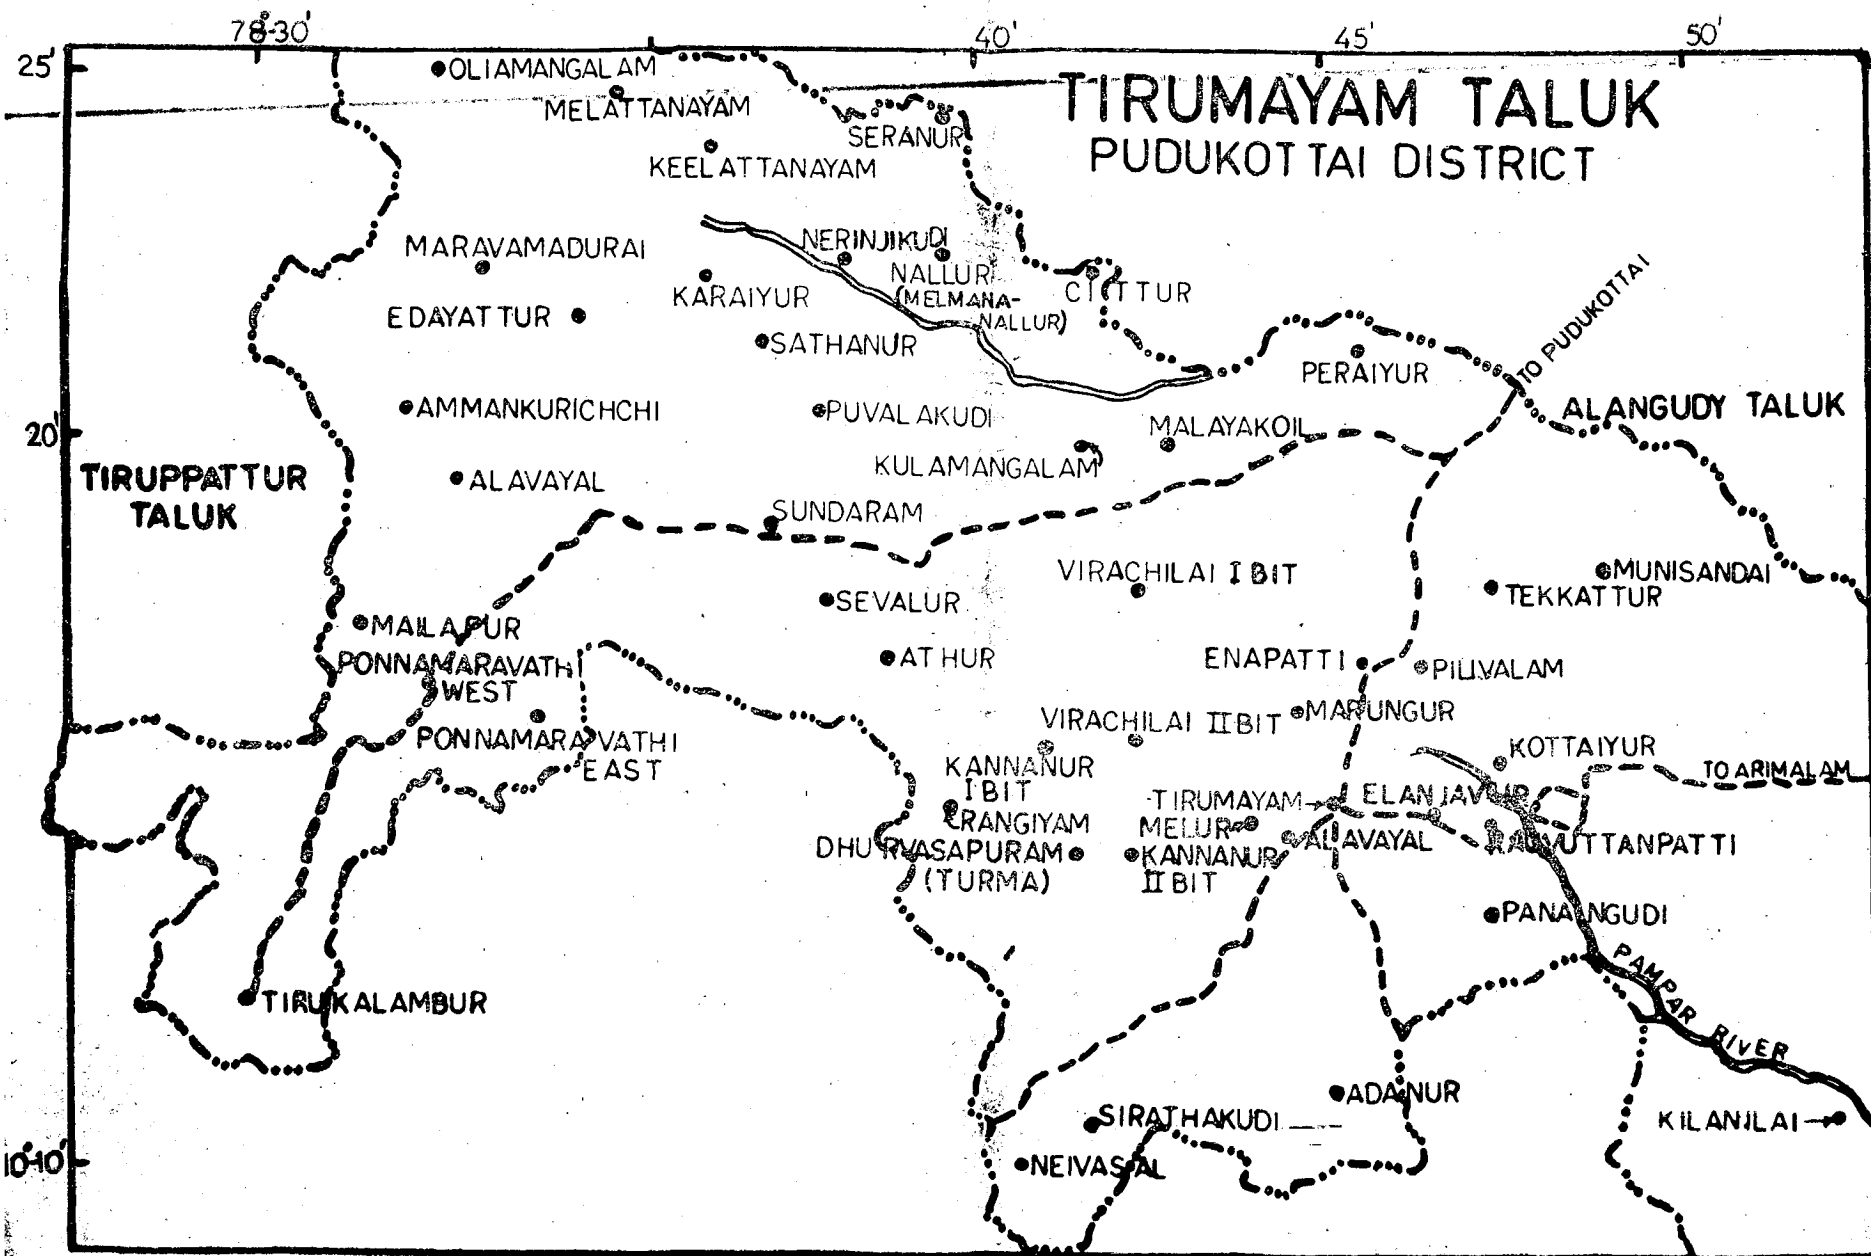 78°30'
40'
45'
50'
25'
OLIAMANGALAM
MELATTANAYAM
SERANUR
TIRUMAYAM TALUK
PUDUKOTTAI DISTRICT
KEELATTANAYAM
MARAVAMADURAI
NERINJIKUDI
NALLUR
(MELMANA-
NALLUR)
KARAIYUR
CITTUR
TO PUDUKOTTAI
EDAYATTUR
SATHANUR
PERAIYUR
AMMANKURICHCHI
PUVALAKUDI
ALANGUDY TALUK
20'
MALAYAKOIL
KULAMANGALAM
TIRUPPATTUR
TALUK
ALAVAYAL
SUNDARAM
VIRACHILAI I BIT
MUNISANDAI
TEKKATTUR
SEVALUR
MAILAPUR
ATHUR
ENAPATTI
PILIVALAM
PONNAMARAVATHI
WEST
VIRACHILAI II BIT
MARUNGUR
PONNAMARAVATHI
EAST
KOTTAIYUR
KANNANUR
I BIT
TO ARIMALAM
TIRUMAYAM
ELANJAVUR
RANGIYAM
MELUR
ALAVAYAL
RAUVUTTANPATTI
DHURVASAPURAM
(TURMA)
KANNANUR
II BIT
PANANGUDI
PAMPAR RIVER
TIRUKALAMBUR
ADANUR
SIRATHAKUDI
KILANILAI
10°10'
NEIVASAL